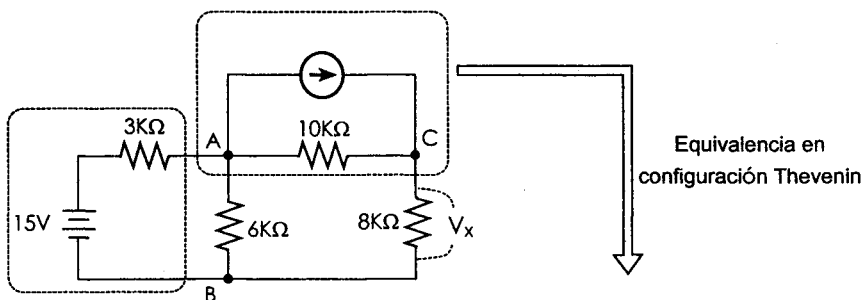 3KΩ
A
10KΩ
C
15V
6KΩ
8KΩ
Vx
B
Equivalencia en
configuración Thevenin